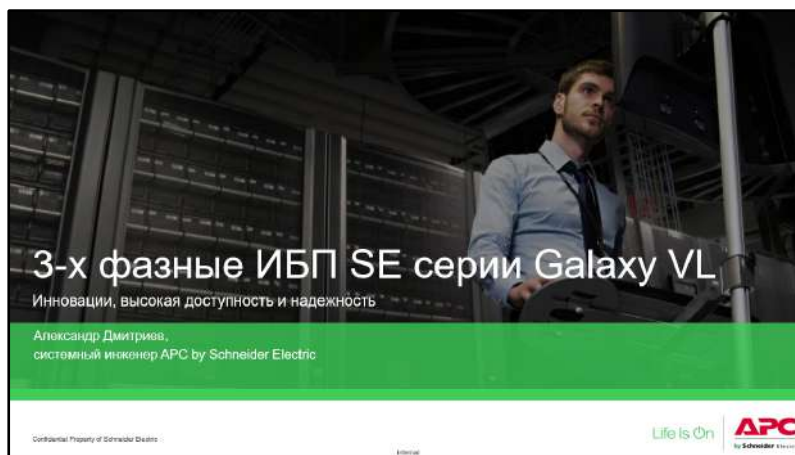 3-х фазные ИБП SE серии Galaxy VL
Инновации, высокая доступность и надежность
Александр Дмитриев,
системный инженер APC by Schneider Electric
Confidential Property of Schneider Electric
Internal
Life Is On
APC
by Schneider Electric